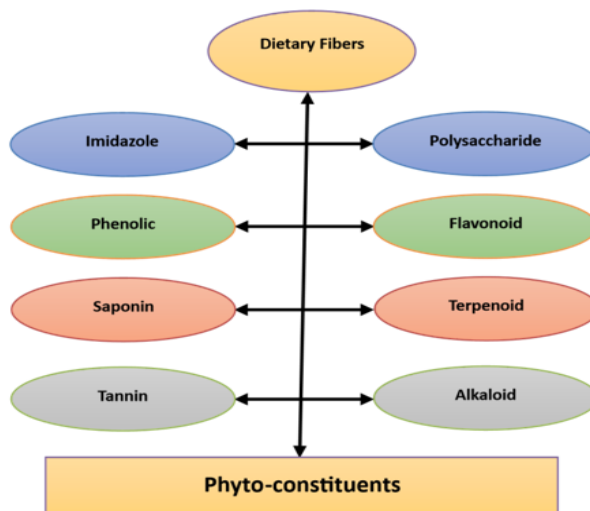 Dietary Fibers
Imidazole
Polysaccharide
Phenolic
Flavonoid
Saponin
Terpenoid
Tannin
Alkaloid
Phyto-constituents